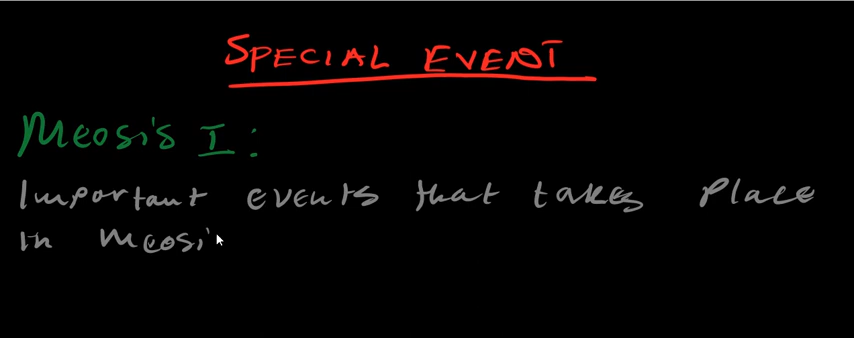 SPECIAL EVENT
Meosis I :
Important events that takes Place
in meosi